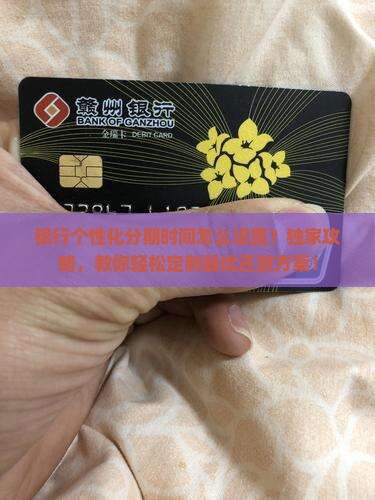 赣州银行
BANK OF GANZHOU
金瑞卡 DEBIT CARD
银行个性化分期时间怎么设置？独家攻
略，教你轻松定制最优还款方案！